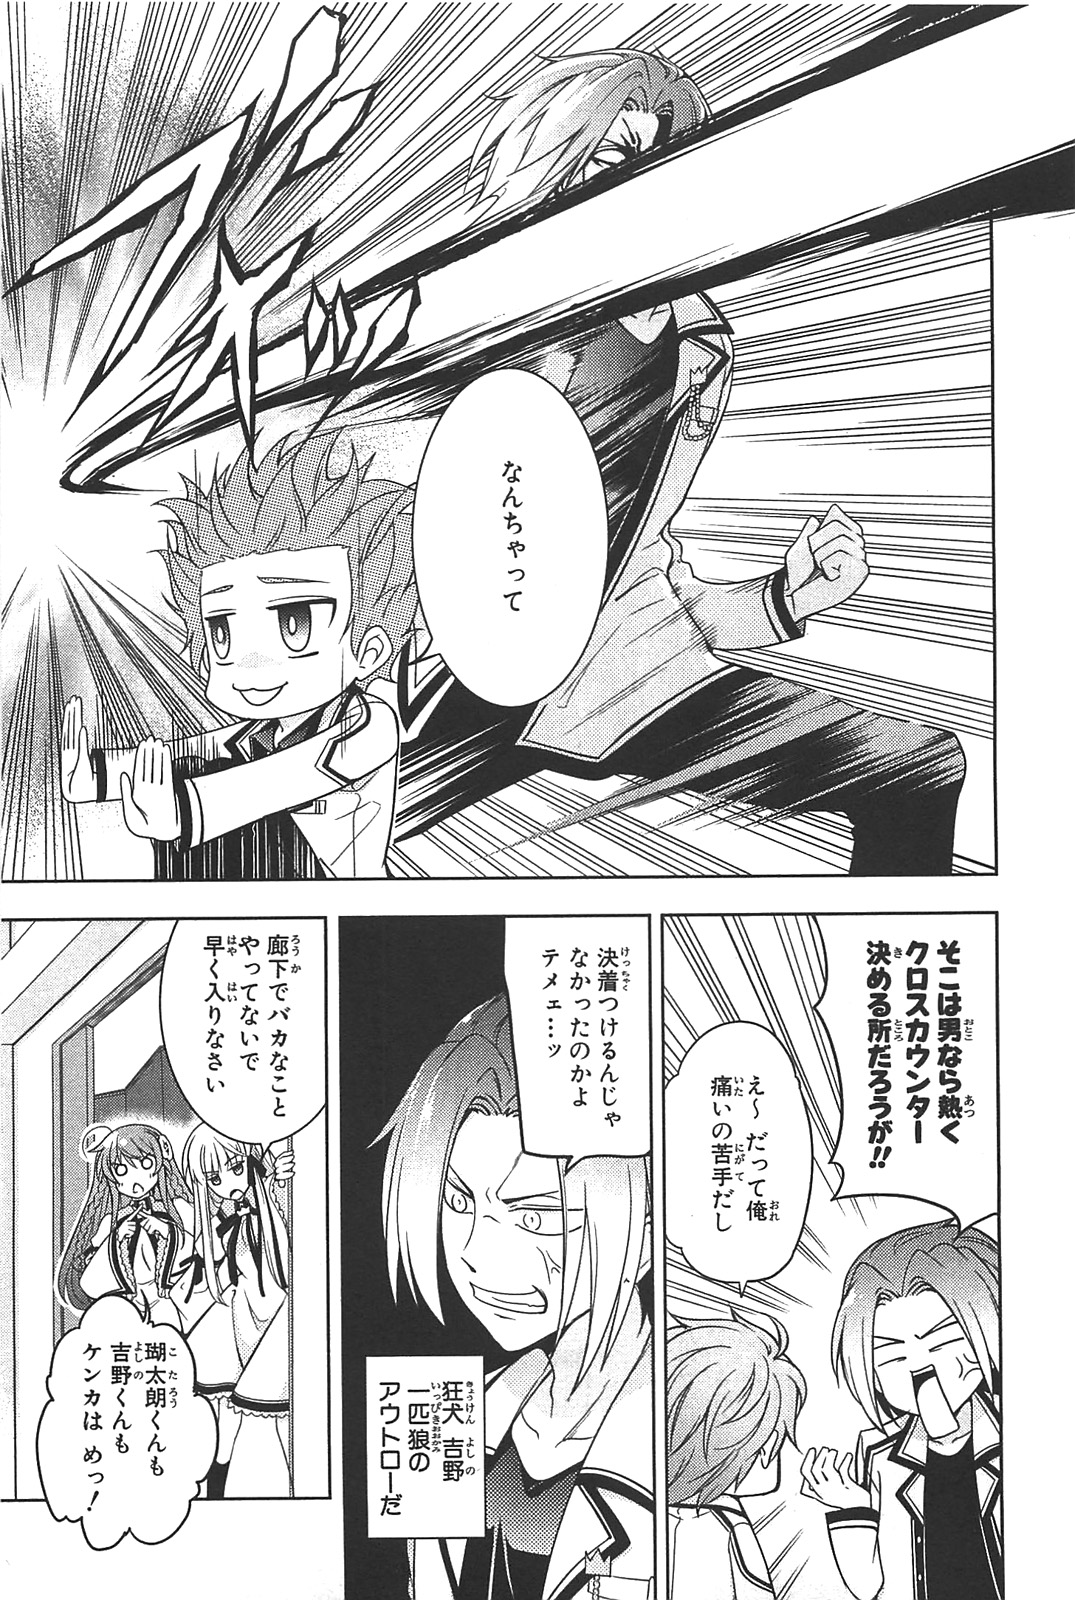 なんちゃって
そこは男なら熱く
クロスカウンター
決める所だろうが!!
え〜 だって俺
痛いの苦手だし
決着つけるんじゃ
なかったのかよ
テメェ…ッ
狂犬 吉野
一匹狼の
アウトローだ
廊下でバカなこと
やってないで
早く入りなさい
瑚太朗くんも
吉野くんも
ケンカは めっ!